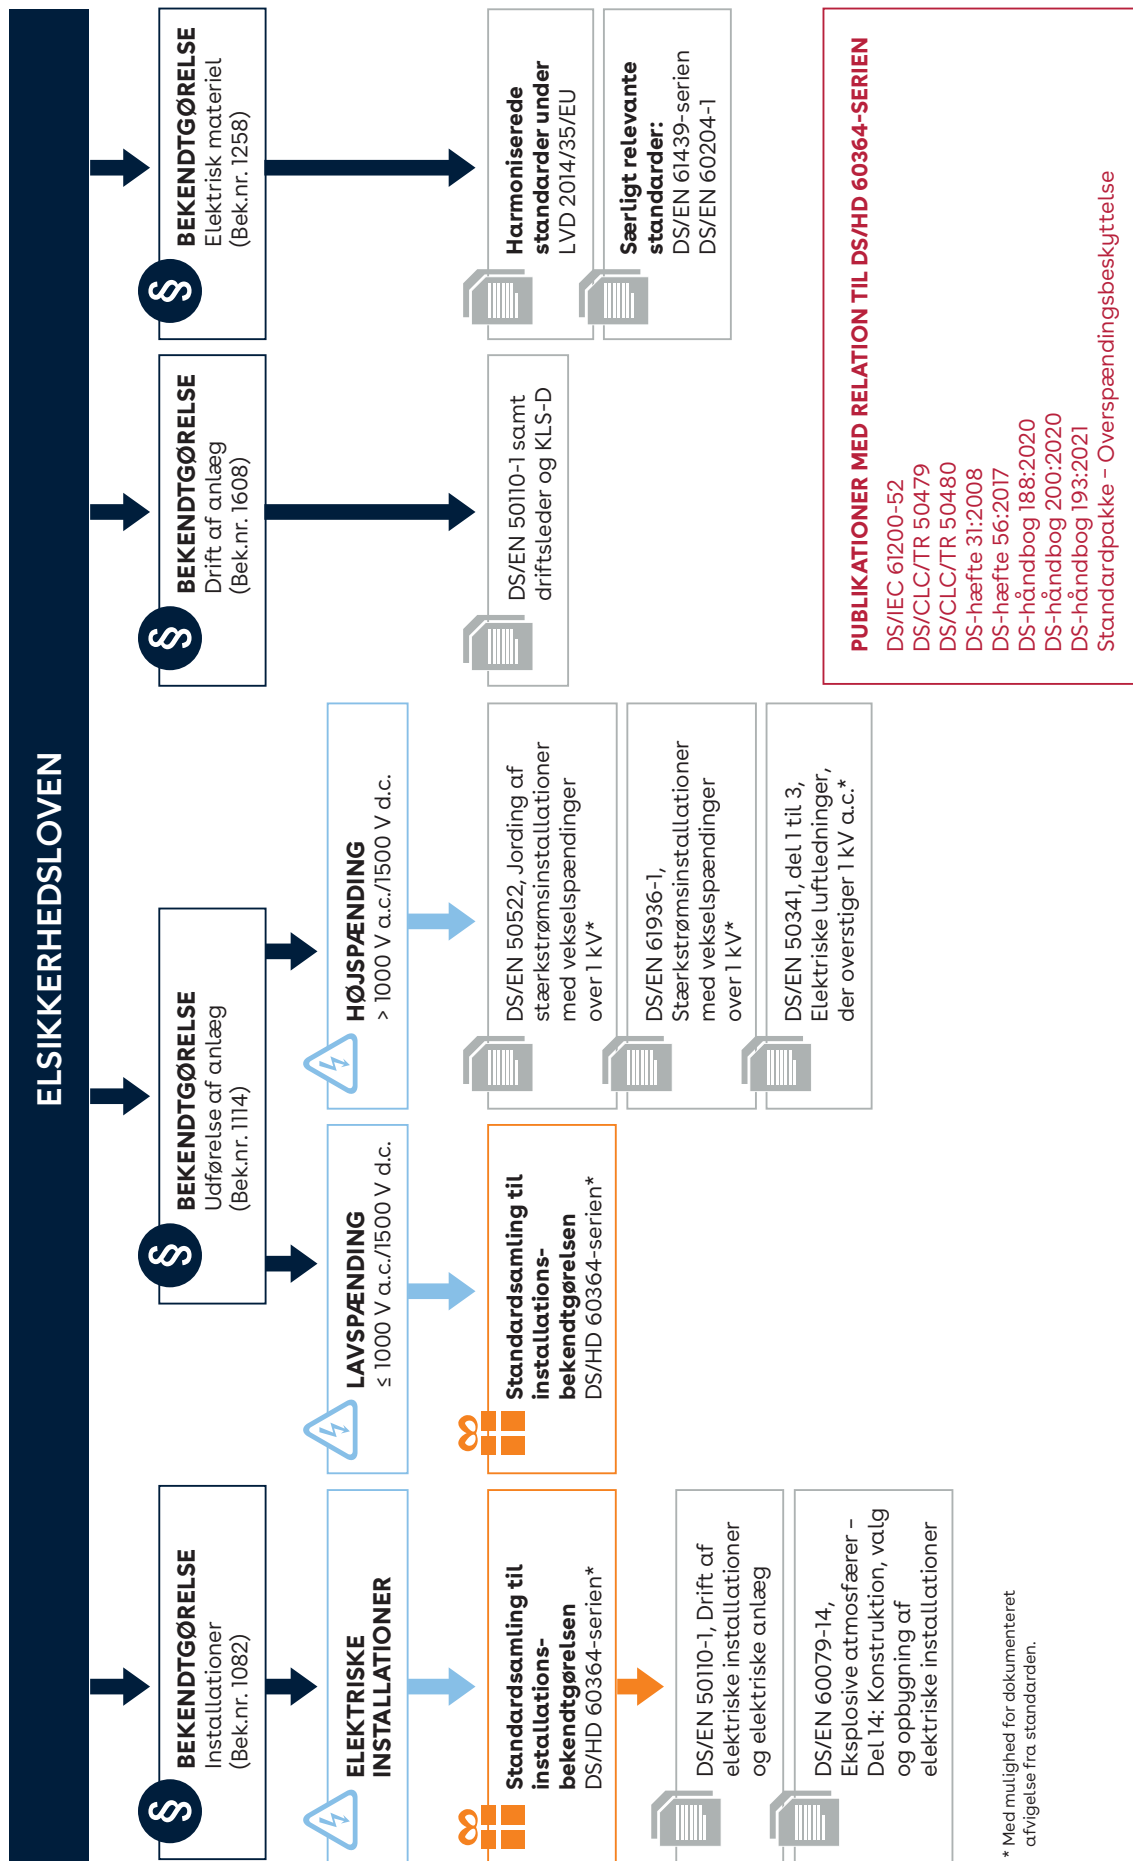 ELSIKKERHEDSLOVEN
BEKENDTGØRELSE
Installationer
(Bek.nr. 1082)
ELEKTRISKE
INSTALLATIONER
Standardsamling til
installations-
bekendtgørelsen
DS/HD 60364-serien*
DS/EN 50110-1, Drift af
elektriske installationer
og elektriske anlæg
DS/EN 60079-14,
Eksplosive atmosfærer –
Del 14: Konstruktion, valg
og opbygning af
elektriske installationer
BEKENDTGØRELSE
Udførelse af anlæg
(Bek.nr. 1114)
LAVSPÆNDING
≤ 1000 V a.c./1500 V d.c.
Standardsamling til
installations-
bekendtgørelsen
DS/HD 60364-serien*
HØJSPÆNDING
> 1000 V a.c./1500 V d.c.
DS/EN 50522, Jording af
stærkstrømsinstallationer
med vekselspændinger
over 1 kV*
DS/EN 61936-1,
Stærkstrømsinstallationer
med vekselspændinger
over 1 kV*
DS/EN 50341, del 1 til 3,
Elektriske luftledninger,
der overstiger 1 kV a.c.*
BEKENDTGØRELSE
Drift af anlæg
(Bek.nr. 1608)
DS/EN 50110-1 samt
driftsleder og KLS-D
BEKENDTGØRELSE
Elektrisk materiel
(Bek.nr. 1258)
Harmoniserede
standarder under
LVD 2014/35/EU
Særligt relevante
standarder:
DS/EN 61439-serien
DS/EN 60204-1
PUBLIKATIONER MED RELATION TIL DS/HD 60364-SERIEN
DS/IEC 61200-52
DS/CLC/TR 50479
DS/CLC/TR 50480
DS-hæfte 31:2008
DS-hæfte 56:2017
DS-håndbog 188:2020
DS-håndbog 200:2020
DS-håndbog 193:2021
Standardpakke – Overspændingsbeskyttelse
* Med mulighed for dokumenteret
afvigelse fra standarden.